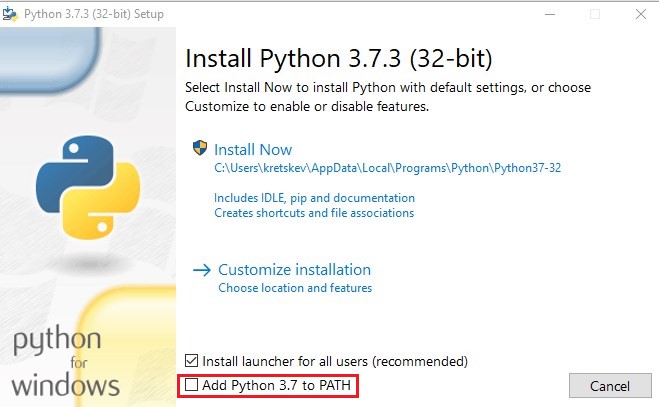 Python 3.7.3 (32-bit) Setup
Install Python 3.7.3 (32-bit)
Select Install Now to install Python with default settings, or choose
Customize to enable or disable features.
Install Now
C:\Users\kretskev\AppData\Local\Programs\Python\Python37-32
Includes IDLE, pip and documentation
Creates shortcuts and file associations
Customize installation
Choose location and features
python
for
windows
Install launcher for all users (recommended)
Add Python 3.7 to PATH
Cancel